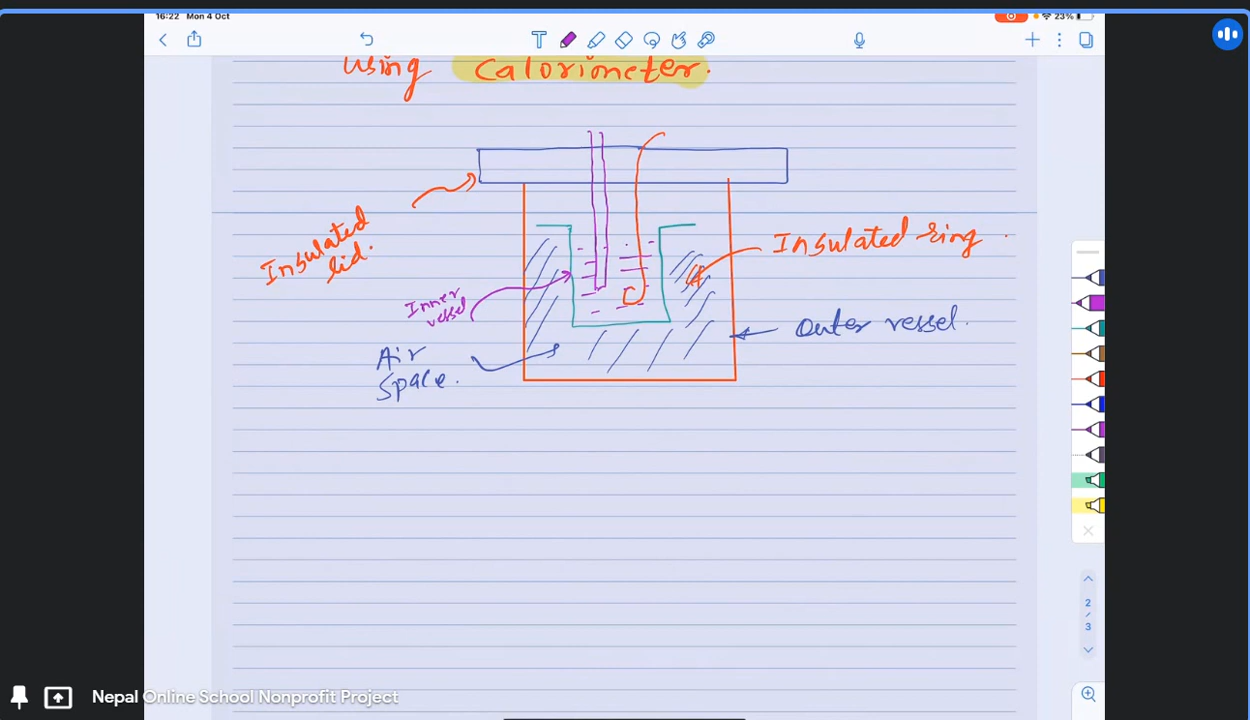 16:22 Mon 4 Oct
23%
Using Calorimeter.
Insulated
lid.
Insulated ring
Inner
vessel
Outer vessel.
Air
Space.
2
/
3
Nepal Online School Nonprofit Project